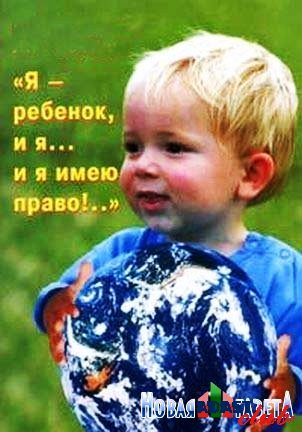 «Я –
ребенок,
и я...
и я имею
право!..»
НОВАЯ ГАЗЕТА